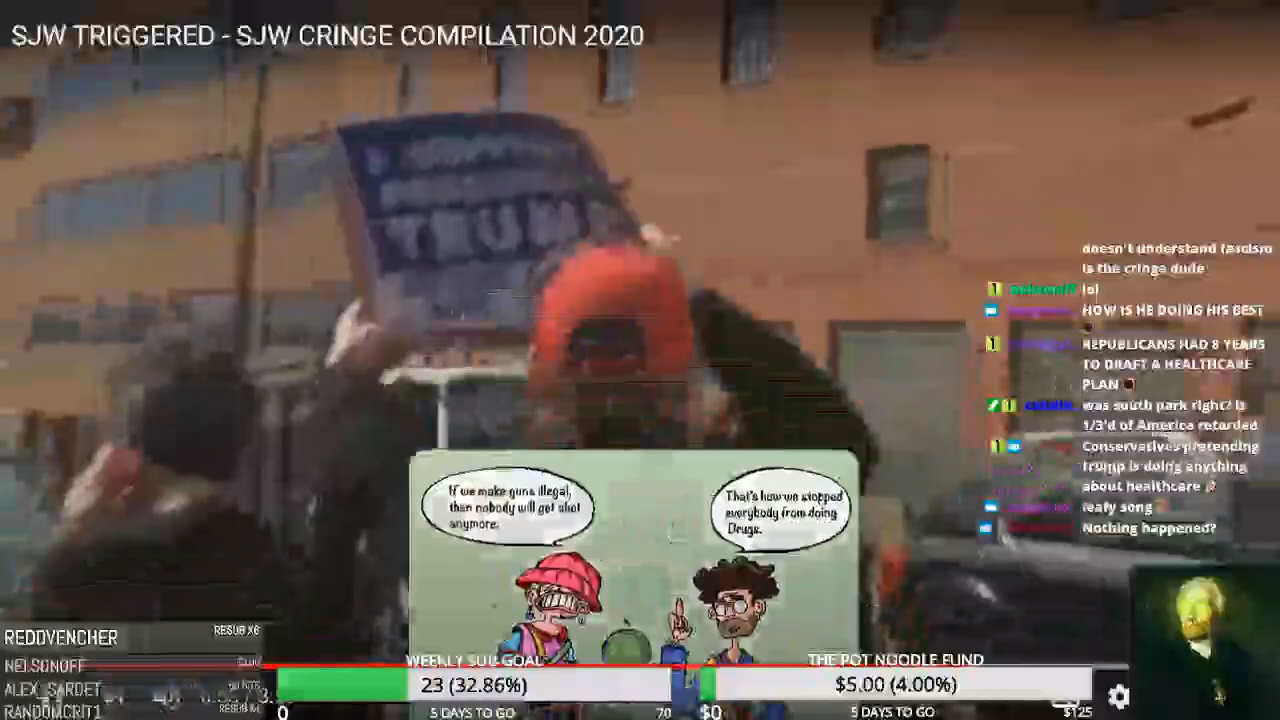 SJW TRIGGERED - SJW CRINGE COMPILATION 2020
TRUMP
doesn't understand fascism
is the cringe dude
lol
HOW IS HE DOING HIS BEST
REPUBLICANS HAD 8 YEARS
TO DRAFT A HEALTHCARE
PLAN
was south park right? is
1/3'd of America retarded
Conservatives pretending
trump is doing anything
about healthcare
leafy song
Nothing happened?
If we make guns illegal,
then nobody will get shot
anymore.
That's how we stopped
everybody from doing
Drugs.
REDDVENCHER RESUB X6
NELSONOFF
ALEX_SARDET
RANDOMCRIT1
WEEKLY SUB GOAL
23 (32.86%)
0 5 DAYS TO GO 70
THE POT NOODLE FUND
$5.00 (4.00%)
$0 5 DAYS TO GO $125